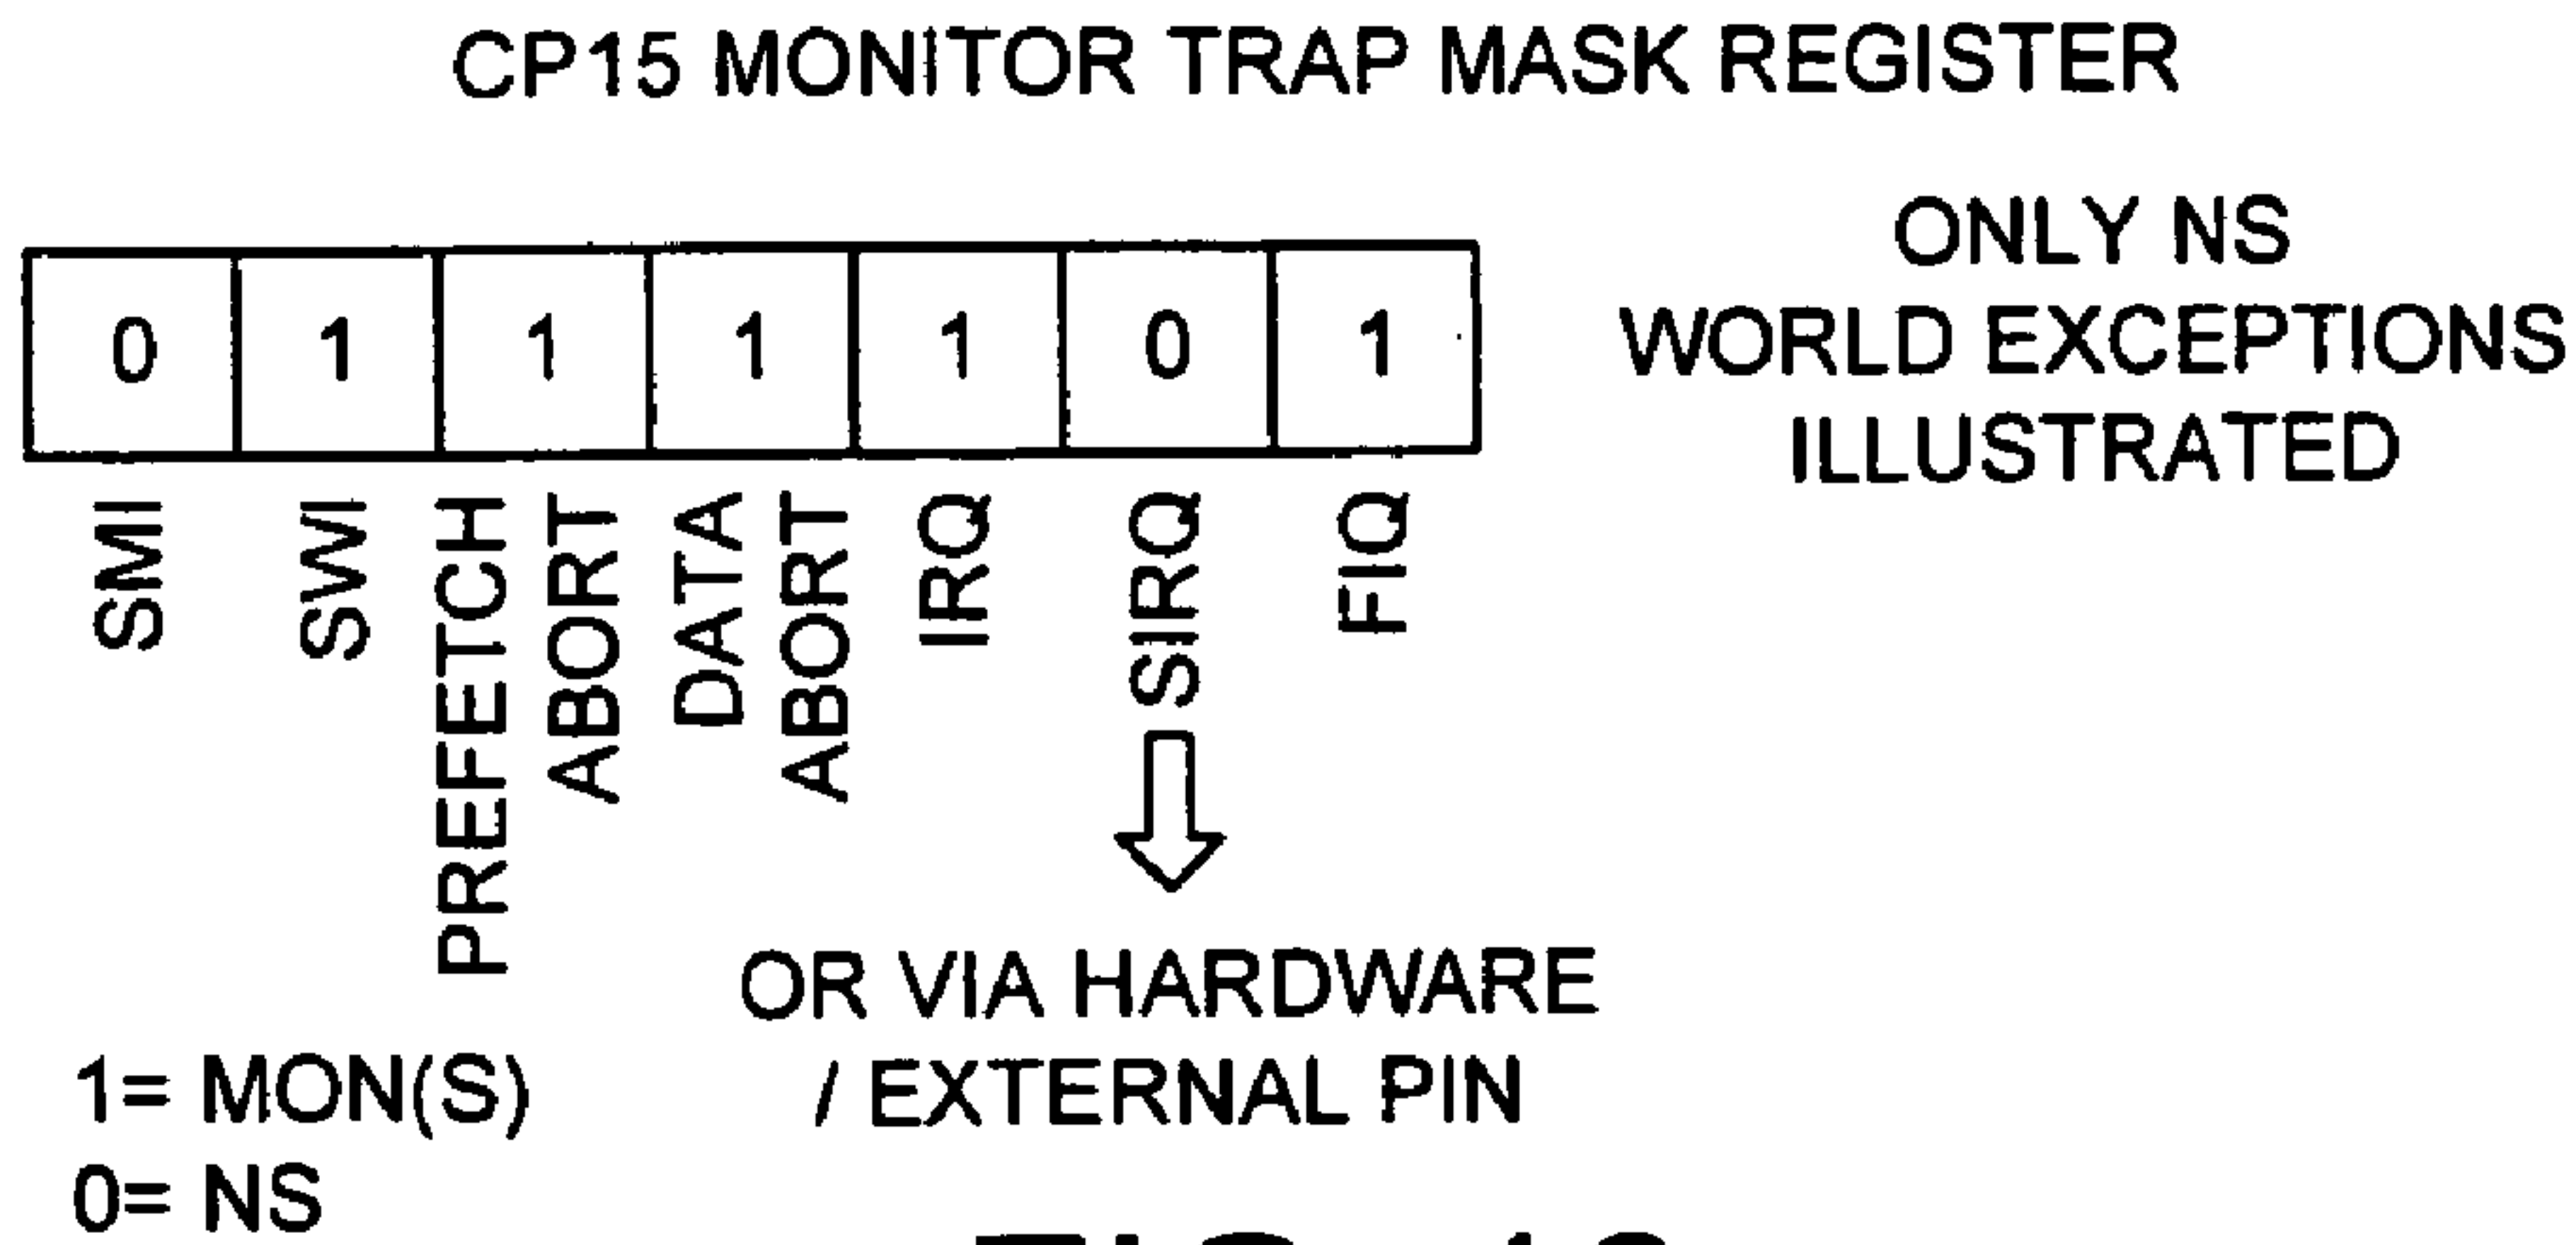 CP15 MONITOR TRAP MASK REGISTER
ONLY NS
WORLD EXCEPTIONS
ILLUSTRATED
0 1 1 1 1 0 1
SMI
SWI
PREFETCH
ABORT
DATA
ABORT
IRQ
SIRQ
FIQ
OR VIA HARDWARE
/ EXTERNAL PIN
1= MON(S)
0= NS